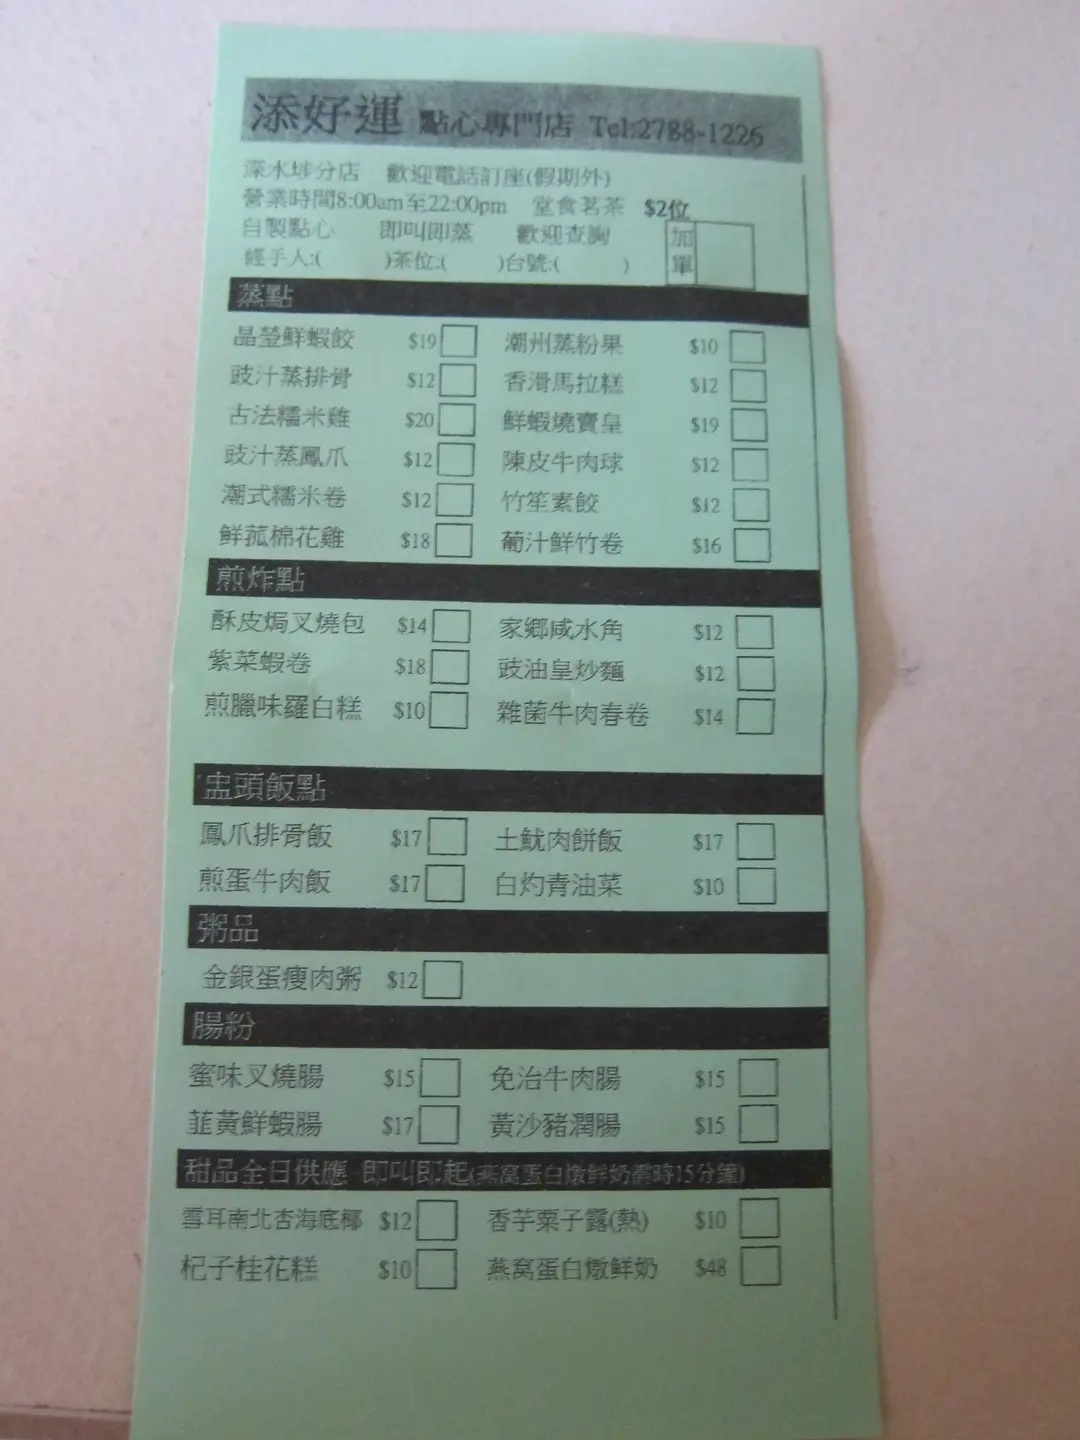 添好運 點心專門店 Tel:2788-1226
深水埗分店 歡迎電話訂座(假期外)
營業時間8:00am至22:00pm 堂食茗茶 $2位
自製點心 即叫即蒸 歡迎查詢
加單
經手人:( )茶位:( )台號:( )
蒸點
晶瑩鮮蝦餃 $19 潮州蒸粉果 $10
豉汁蒸排骨 $12 香滑馬拉糕 $12
古法糯米雞 $20 鮮蝦燒賣皇 $19
豉汁蒸鳳爪 $12 陳皮牛肉球 $12
潮式糯米卷 $12 竹笙素餃 $12
鮮菰棉花雞 $18 葡汁鮮竹卷 $16
煎炸點
酥皮焗叉燒包 $14 家鄉咸水角 $12
紫菜蝦卷 $18 豉油皇炒麵 $12
煎臘味羅白糕 $10 雜菌牛肉春卷 $14
盅頭飯點
鳳爪排骨飯 $17 土魷肉餅飯 $17
煎蛋牛肉飯 $17 白灼青油菜 $10
粥品
金銀蛋瘦肉粥 $12
腸粉
蜜味叉燒腸 $15 免治牛肉腸 $15
韮黃鮮蝦腸 $17 黃沙豬潤腸 $15
甜品全日供應 即叫即起(燕窩蛋白燉鮮奶需時15分鐘)
雪耳南北杏海底椰 $12 香芋栗子露(熱) $10
杞子桂花糕 $10 燕窩蛋白燉鮮奶 $48